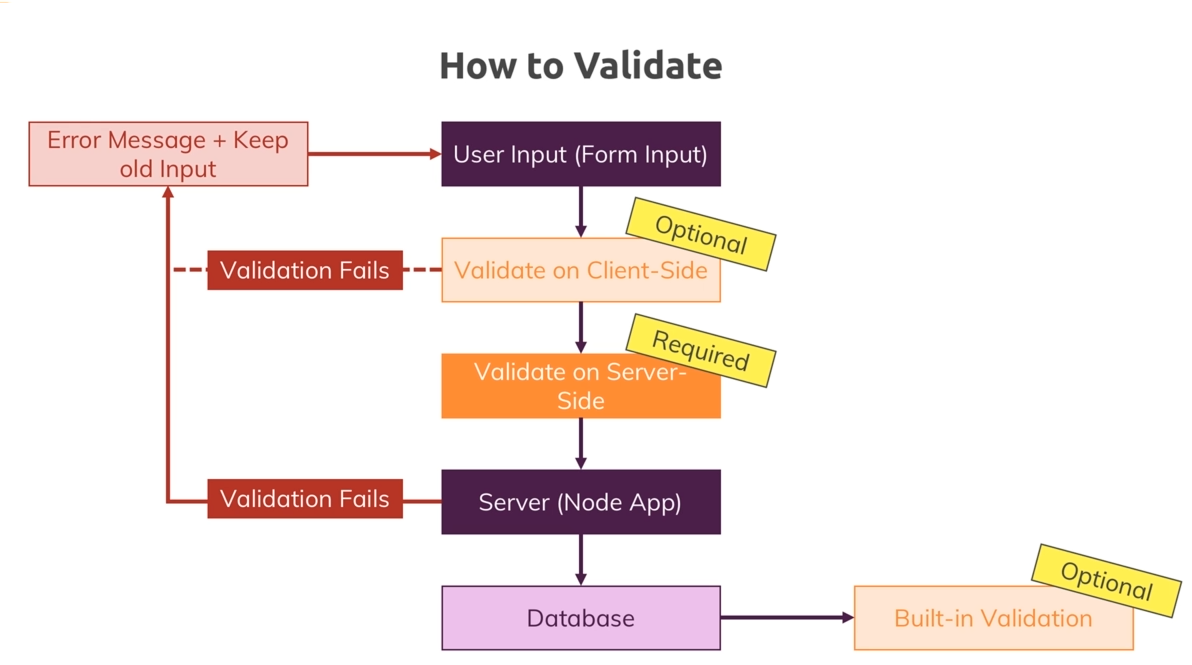 How to Validate
Error Message + Keep
old Input
User Input (Form Input)
Optional
Validation Fails
Validate on Client-Side
Required
Validate on Server-
Side
Validation Fails
Server (Node App)
Optional
Database
Built-in Validation